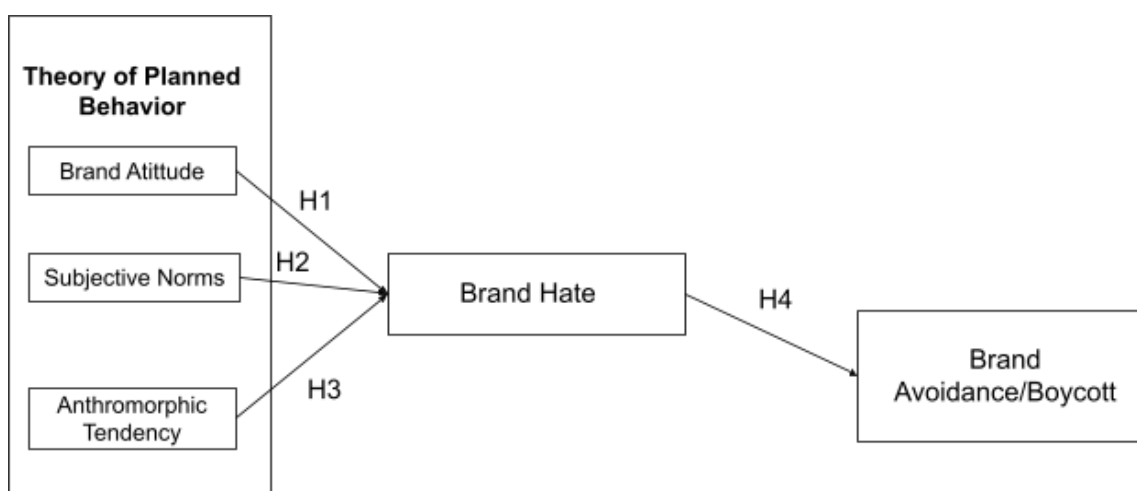 Theory of Planned
Behavior
Brand Atittude
H1
Subjective Norms
H2
Brand Hate
H4
Brand
Avoidance/Boycott
H3
Anthromorphic
Tendency